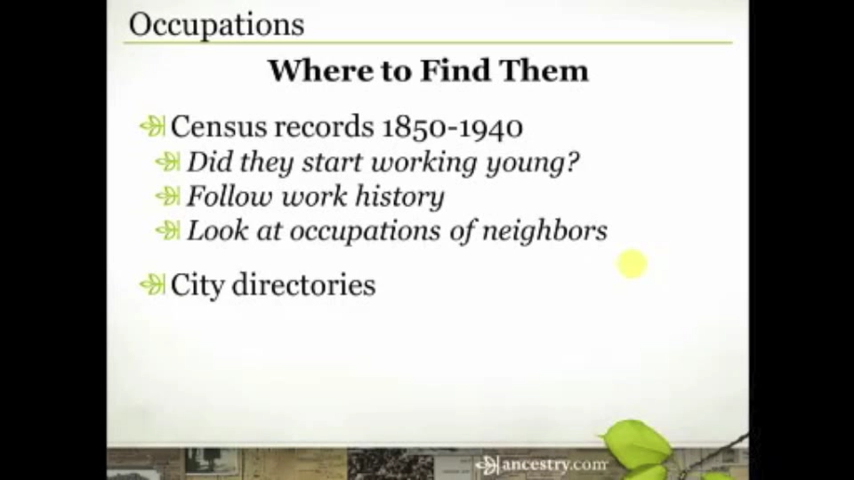 Occupations
Where to Find Them
Census records 1850-1940
Did they start working young?
Follow work history
Look at occupations of neighbors
City directories
ancestry.com